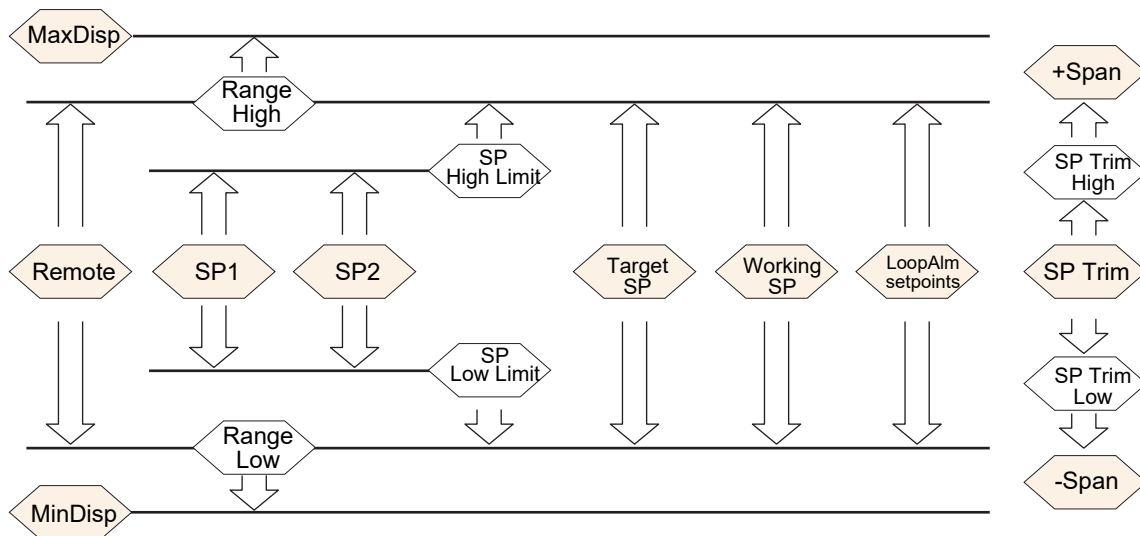 MaxDisp
+Span
Range
High
SP
High Limit
SP Trim
High
Remote
SP1
SP2
Target
SP
Working
SP
LoopAlm
setpoints
SP Trim
SP
Low Limit
SP Trim
Low
Range
Low
-Span
MinDisp